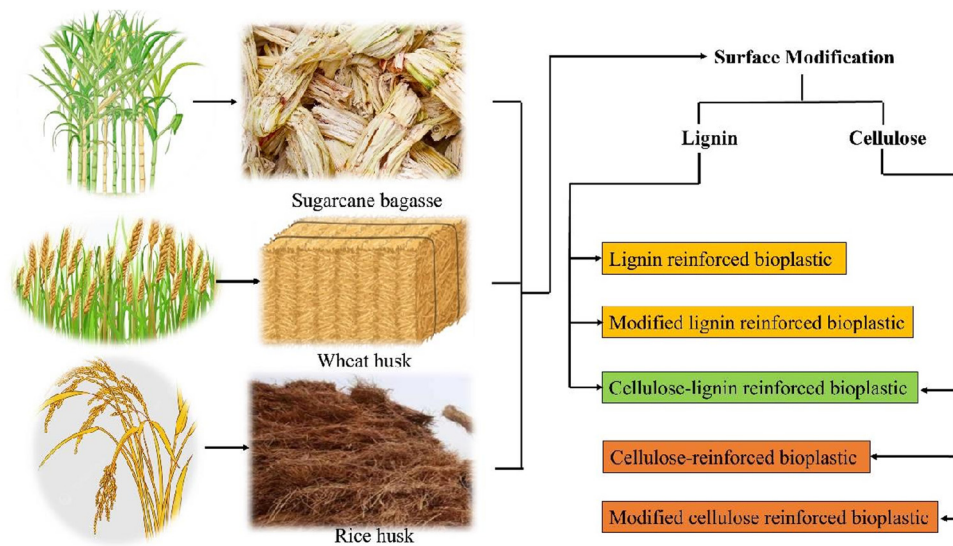 Sugarcane bagasse
Wheat husk
Rice husk
Surface Modification
Lignin
Cellulose
Lignin reinforced bioplastic
Modified lignin reinforced bioplastic
Cellulose-lignin reinforced bioplastic
Cellulose-reinforced bioplastic
Modified cellulose reinforced bioplastic